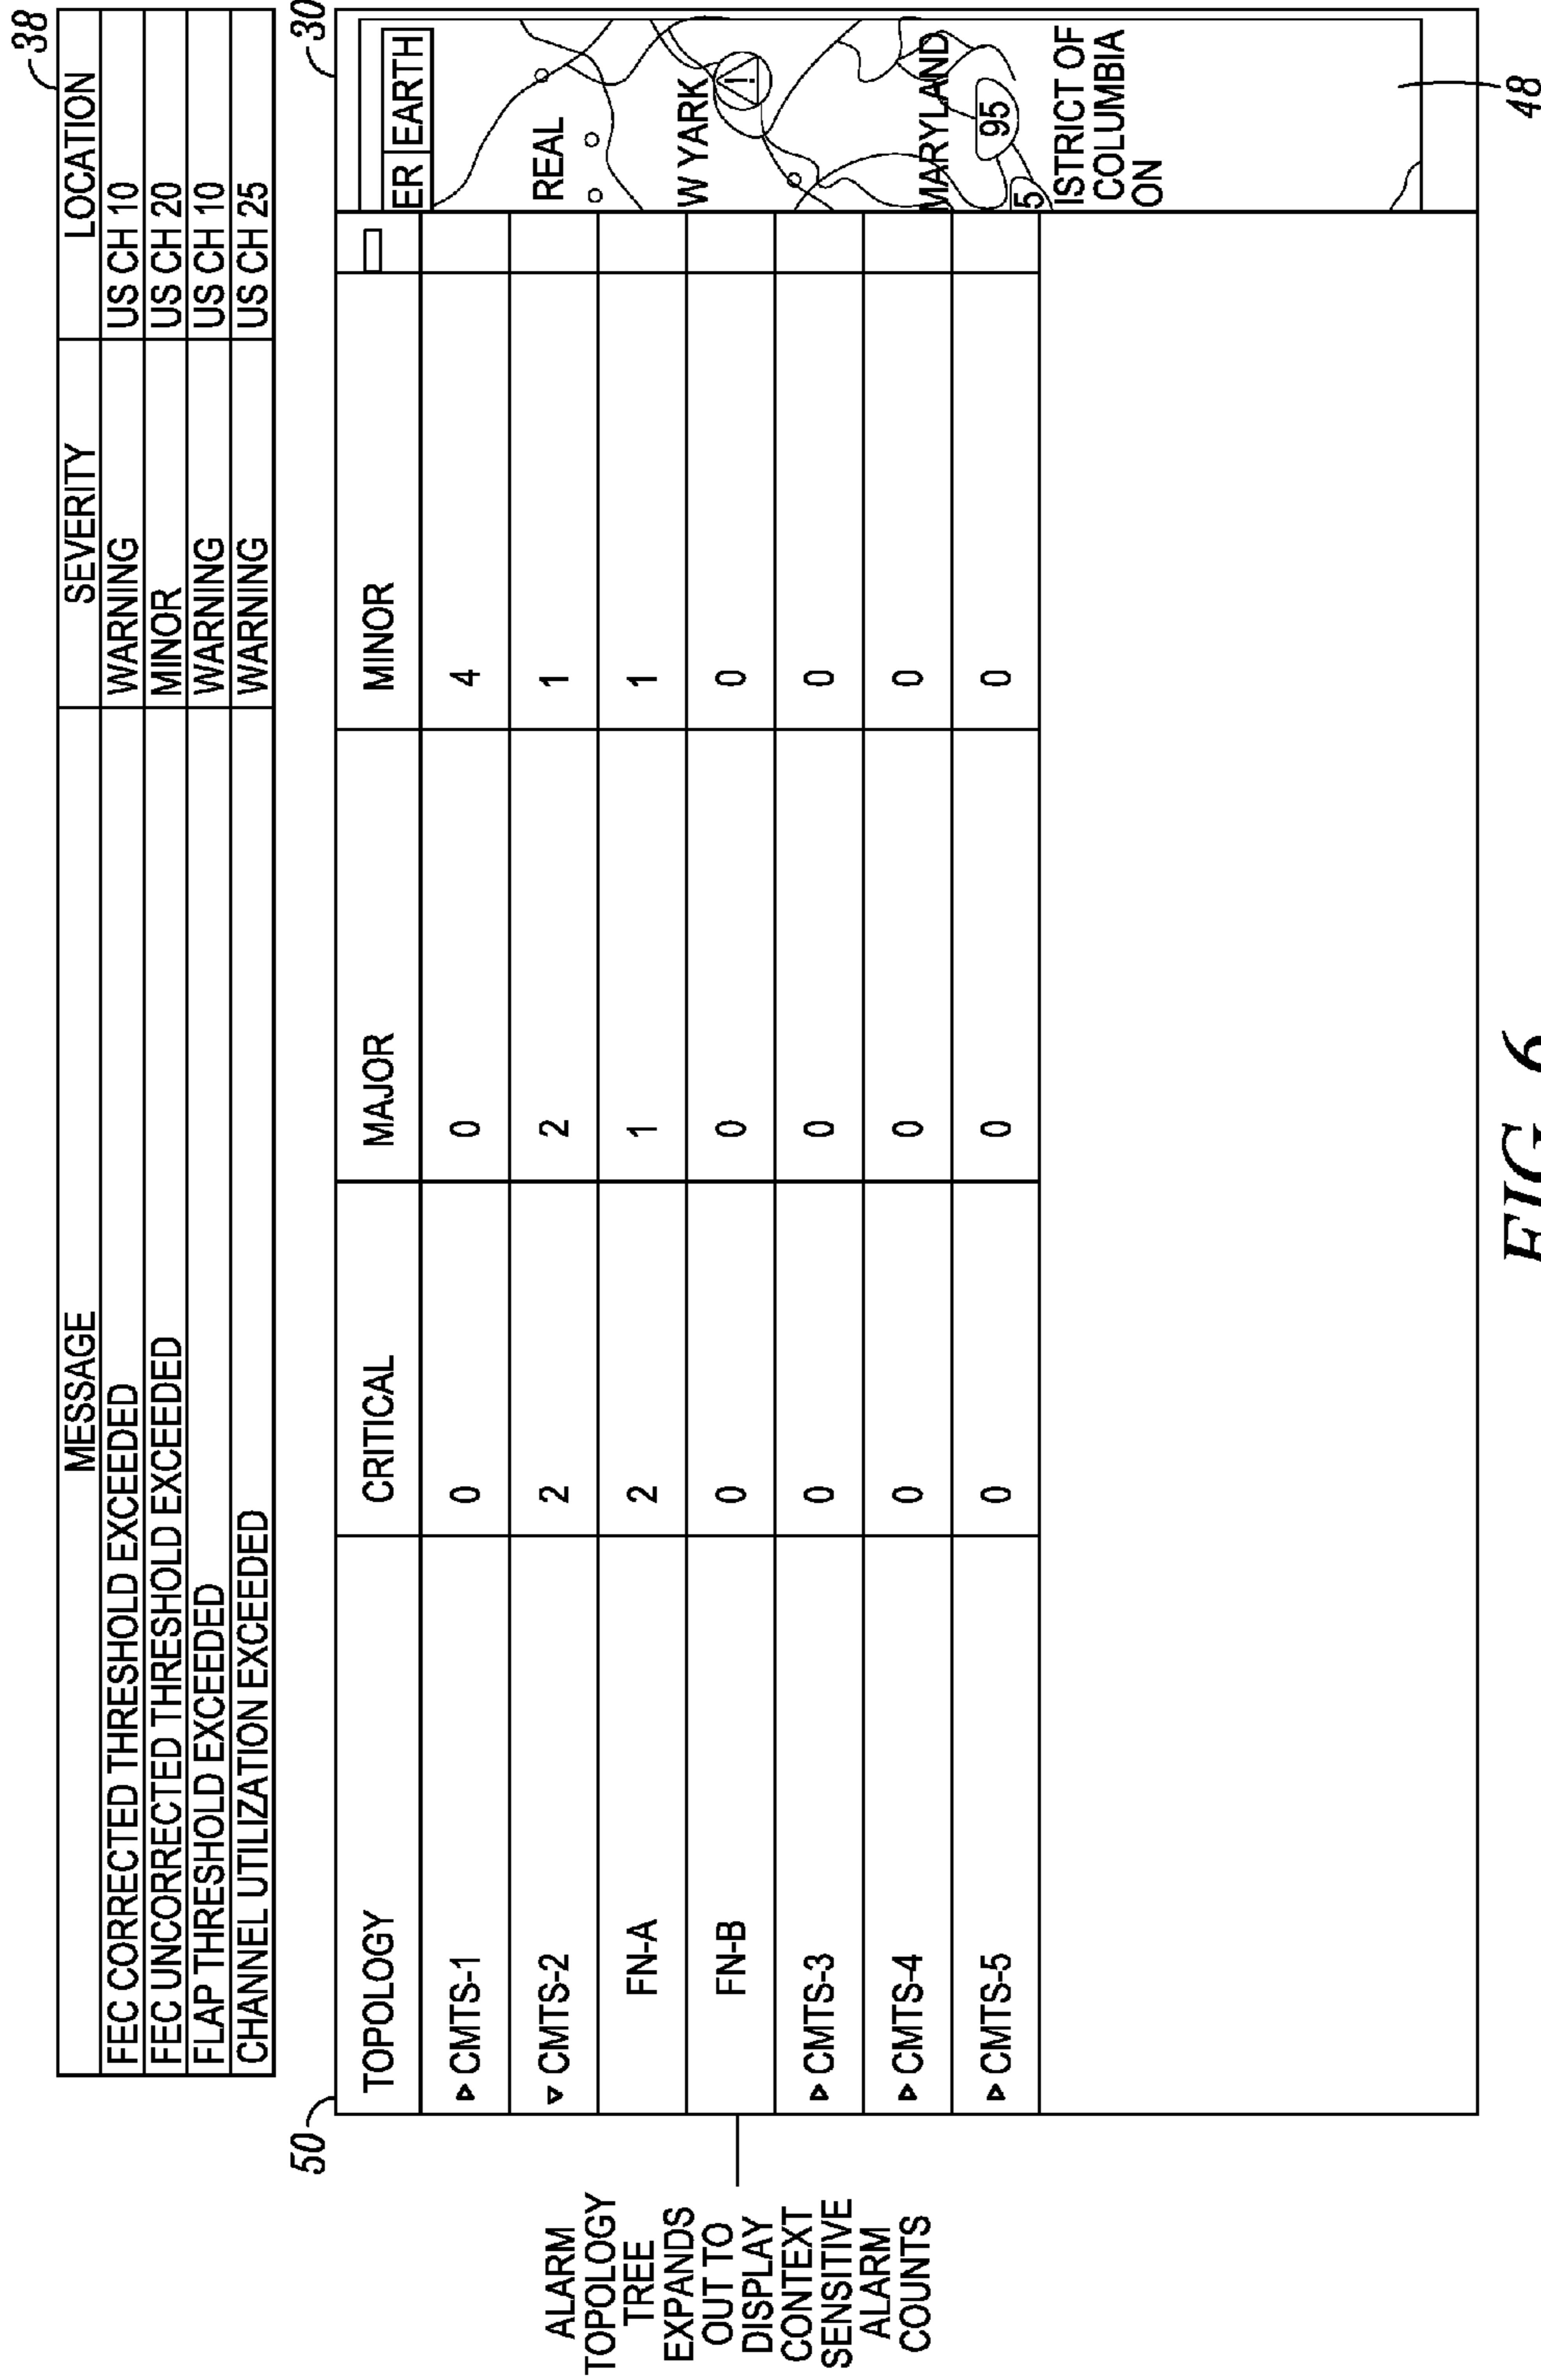 38
MESSAGE SEVERITY LOCATION
FEC CORRECTED THRESHOLD EXCEEDED WARNING US CH 10
FEC UNCORRECTED THRESHOLD EXCEEDED MINOR US CH 20
FLAP THRESHOLD EXCEEDED WARNING US CH 10
CHANNEL UTILIZATION EXCEEDED WARNING US CH 25
50
30
TOPOLOGY CRITICAL MAJOR MINOR
CMTS-1 0 0 4
CMTS-2 2 2 1
FN-A 2 1 1
FN-B 0 0 0
CMTS-3 0 0 0
CMTS-4 0 0 0
CMTS-5 0 0 0
ER EARTH
REAL
W YARK
!
MARYLAND
95
5
ISTRICT OF
COLUMBIA
ON
48
ALARM
TOPOLOGY
TREE
EXPANDS
OUT TO
DISPLAY
CONTEXT
SENSITIVE
ALARM
COUNTS
FIG. 6